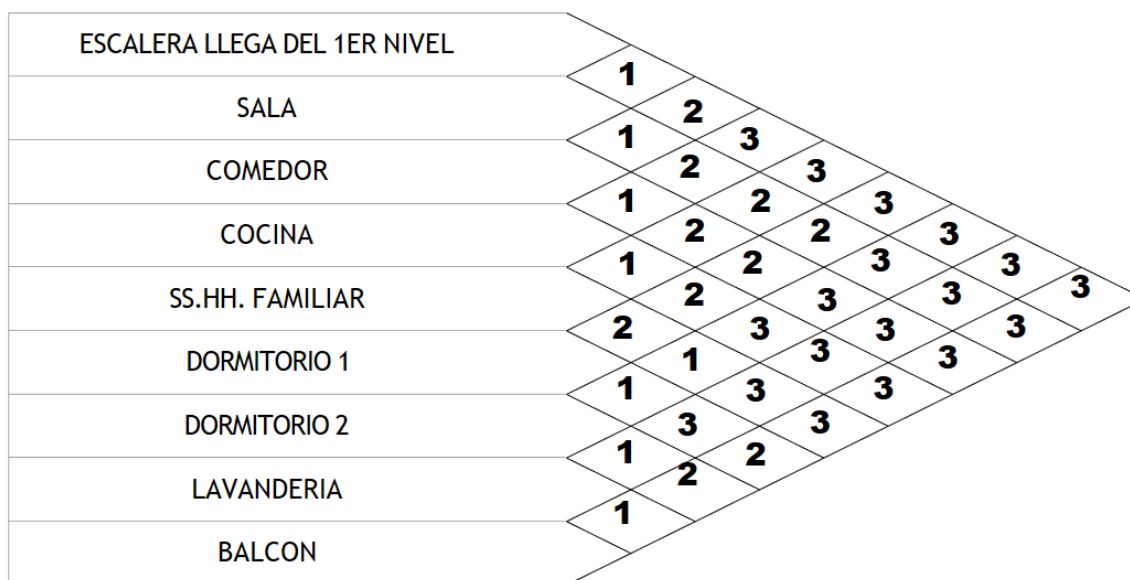 ESCALERA LLEGA DEL 1ER NIVEL
1
SALA 2
1 3
COMEDOR 2 3
1 2 3
COCINA 2 2 3
1 2 3 3
SS.HH. FAMILIAR 2 3 3 3
2 3 3 3
DORMITORIO 1 1 3 3
1 3 3
DORMITORIO 2 3 3
1 2
LAVANDERIA 2
1
BALCON